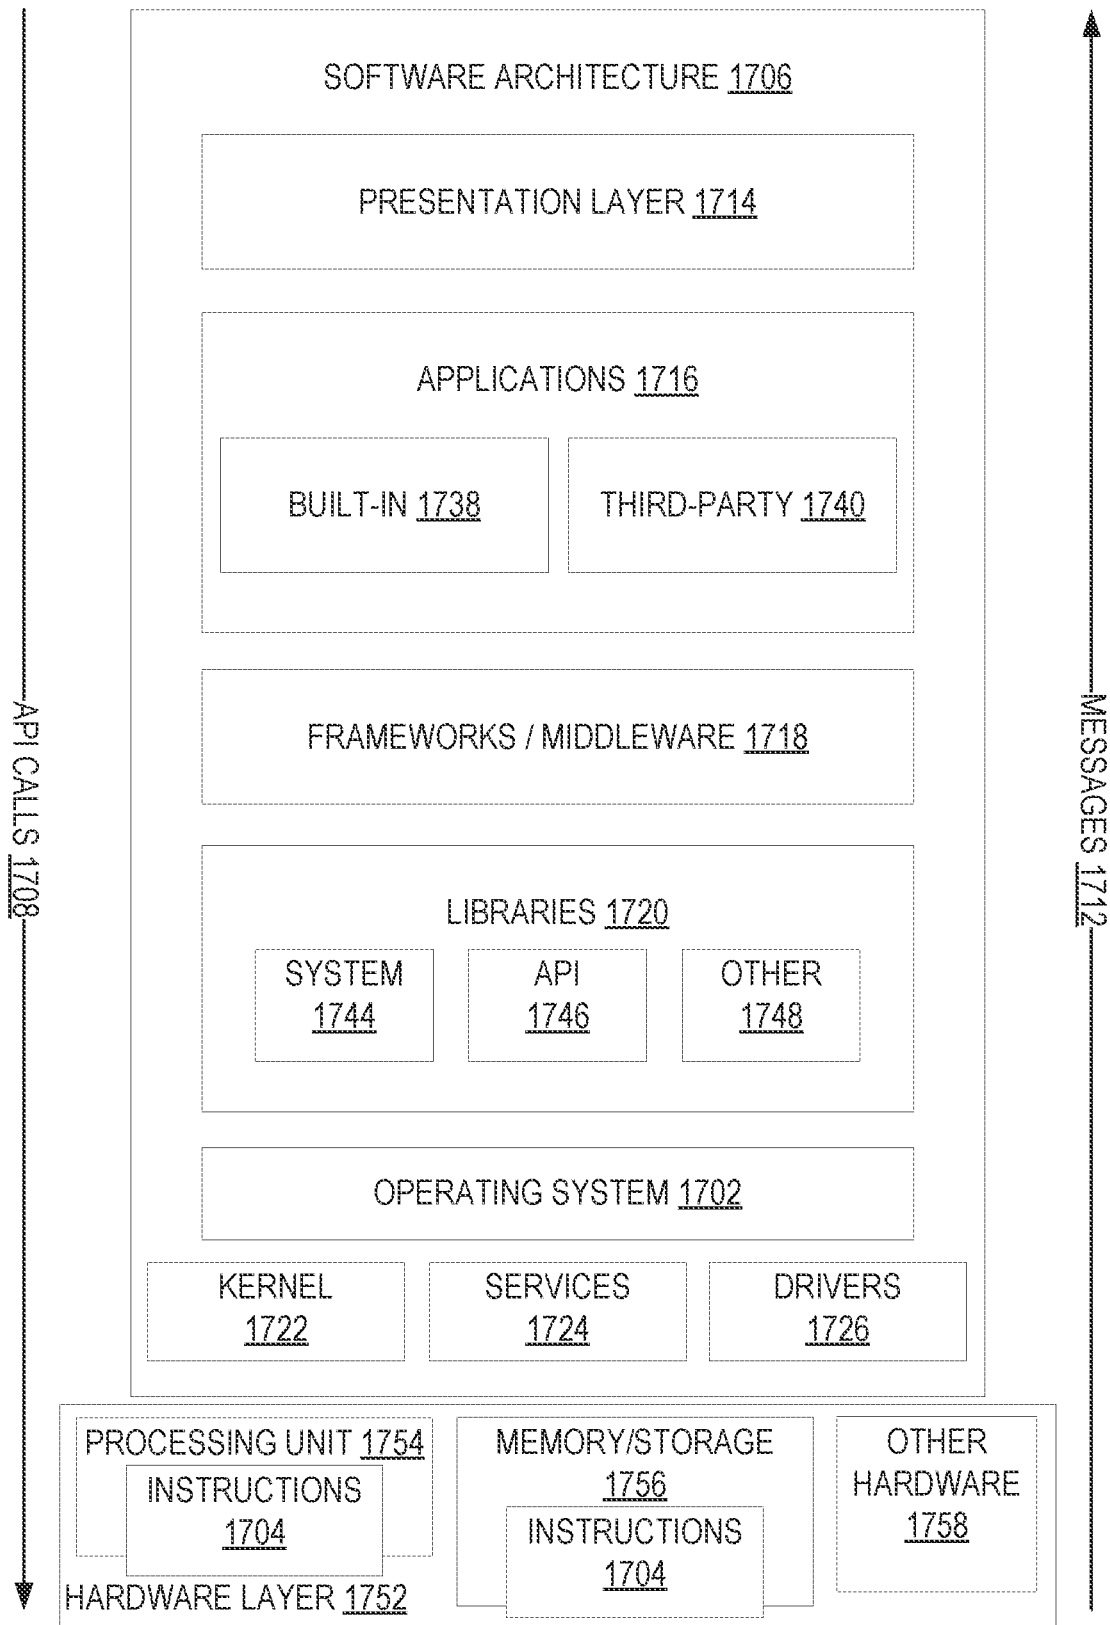 SOFTWARE ARCHITECTURE 1706
PRESENTATION LAYER 1714
APPLICATIONS 1716
BUILT-IN 1738
THIRD-PARTY 1740
FRAMEWORKS / MIDDLEWARE 1718
API CALLS 1708
MESSAGES 1712
LIBRARIES 1720
SYSTEM
1744
API
1746
OTHER
1748
OPERATING SYSTEM 1702
KERNEL
1722
SERVICES
1724
DRIVERS
1726
PROCESSING UNIT 1754
INSTRUCTIONS
1704
MEMORY/STORAGE
1756
INSTRUCTIONS
1704
OTHER
HARDWARE
1758
HARDWARE LAYER 1752